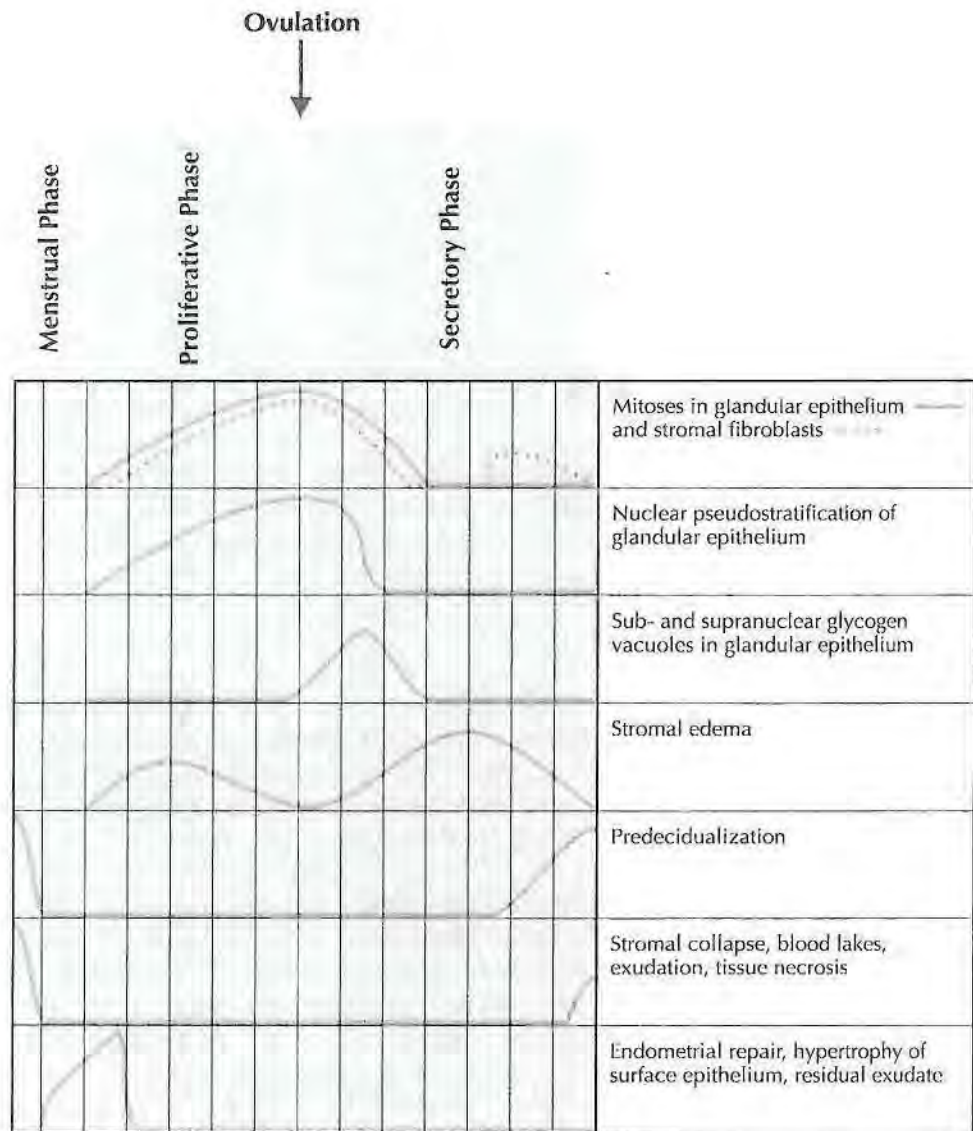 Ovulation
Menstrual Phase
Proliferative Phase
Secretory Phase
Mitoses in glandular epithelium
and stromal fibroblasts
Nuclear pseudostratification of
glandular epithelium
Sub- and supranuclear glycogen
vacuoles in glandular epithelium
Stromal edema
Predecidualization
Stromal collapse, blood lakes,
exudation, tissue necrosis
Endometrial repair, hypertrophy of
surface epithelium, residual exudate